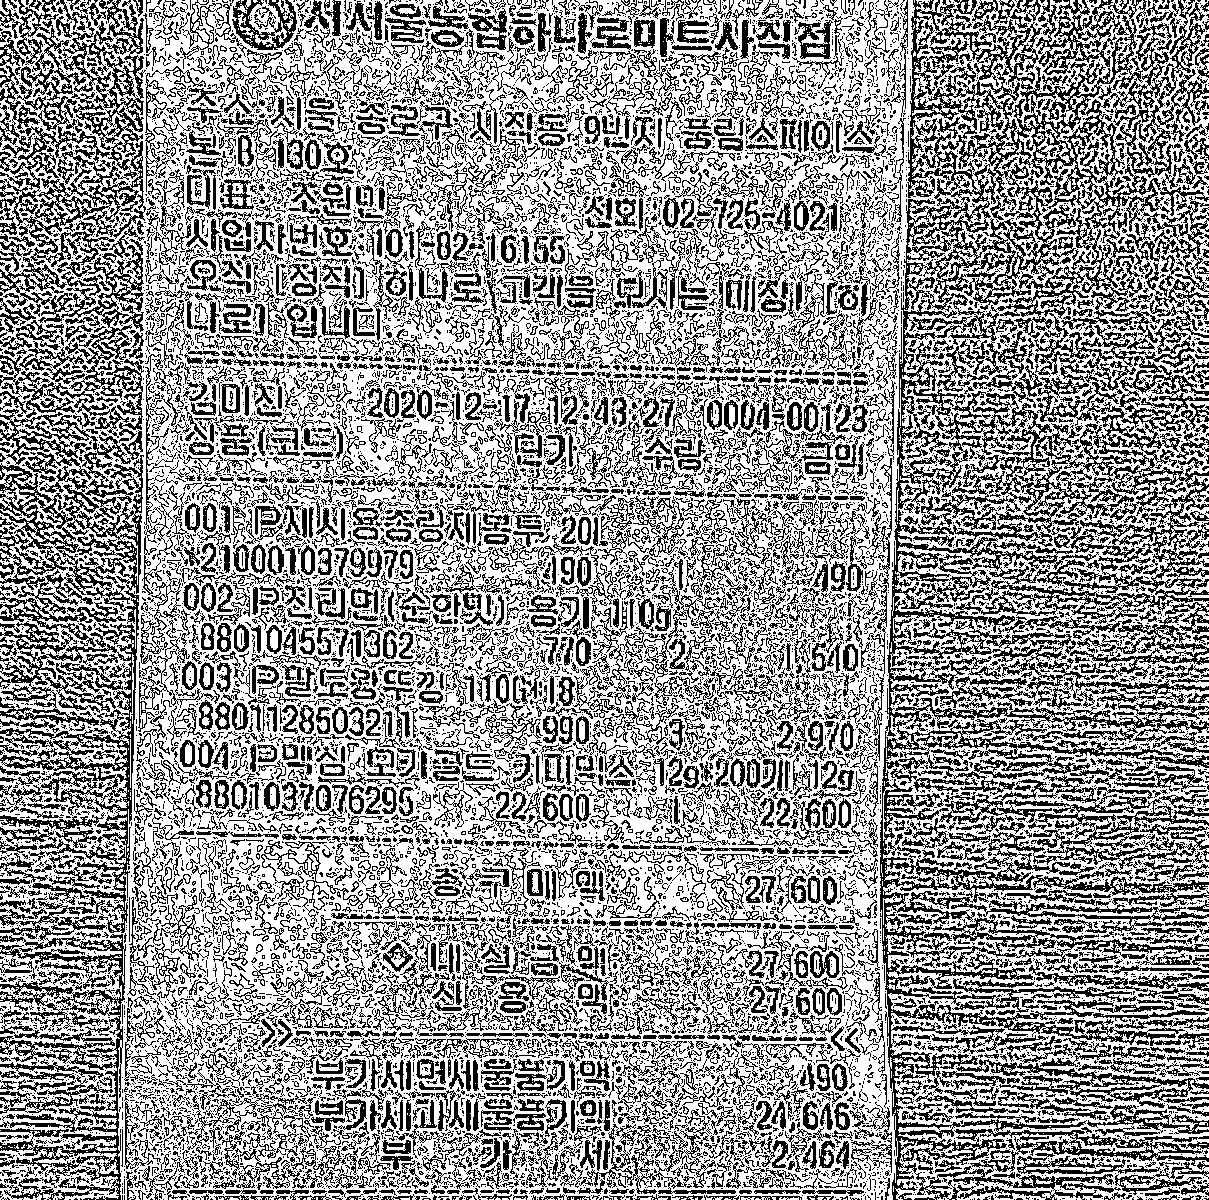 서서울농협하나로마트사직점
주소:서울 종로구 사직동 9번지 풍림스페이스
본 B 130호
대표: 조원민 전화:02-725-4021
사업자번호:101-82-16155
오직 [정직] 하나로 고객을 모시는 매장! [하
나로] 입니다.
김미진 2020-12-17 12:43:27 0004-00123
상품(코드) 단가 수량 금액
001 P재사용종량제봉투 20L
*2100010379979 490 1 490
002 P진라면(순한맛) 용기 110g
8801045571362 770 2 1,540
003 P팔도왕뚜껑 110G*18
8801128503211 990 3 2,970
004 P맥심 모카골드 커피믹스 12g*200개 12g
8801037076295 22,600 1 22,600
총 구 매 액: 27,600
◇ 내 실 금 액: 27,600
신 용 액: 27,600
>>----------<<
부가세면세물품가액: 490
부가세과세물품가액: 24,646
부 가 세: 2,464